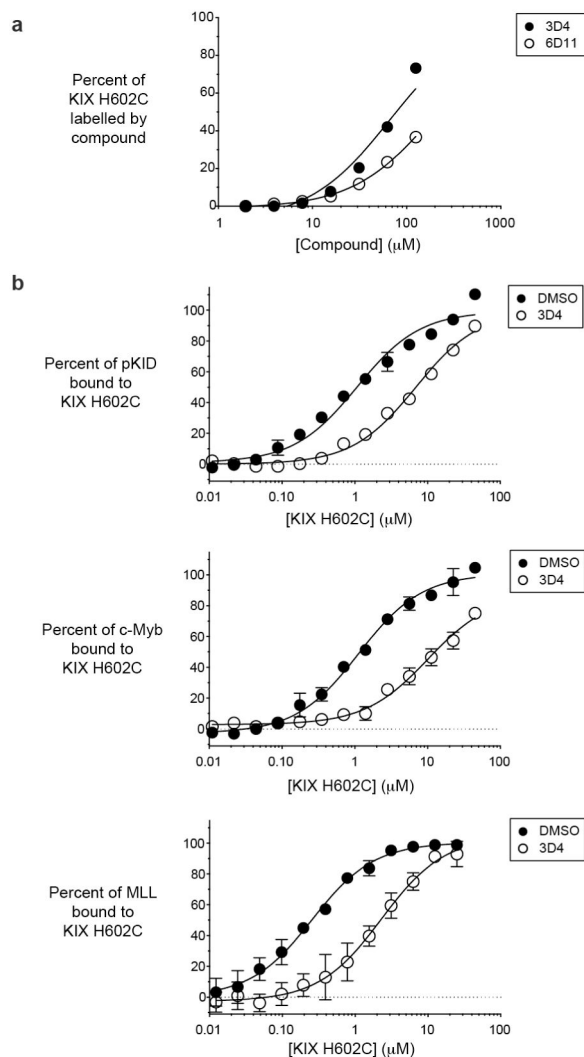 a
3D4
6D11
Percent of
KIX H602C
labelled by
compound
100
80
60
40
20
0
1 10 100 1000
[Compound] (μM)
b
DMSO
3D4
Percent of pKID
bound to
KIX H602C
100
80
60
40
20
0
0.01 0.10 1 10 100
[KIX H602C] (μM)
DMSO
3D4
Percent of c-Myb
bound to
KIX H602C
100
80
60
40
20
0
0.01 0.10 1 10 100
[KIX H602C] (μM)
DMSO
3D4
Percent of MLL
bound to
KIX H602C
100
80
60
40
20
0
0.01 0.10 1 10 100
[KIX H602C] (μM)